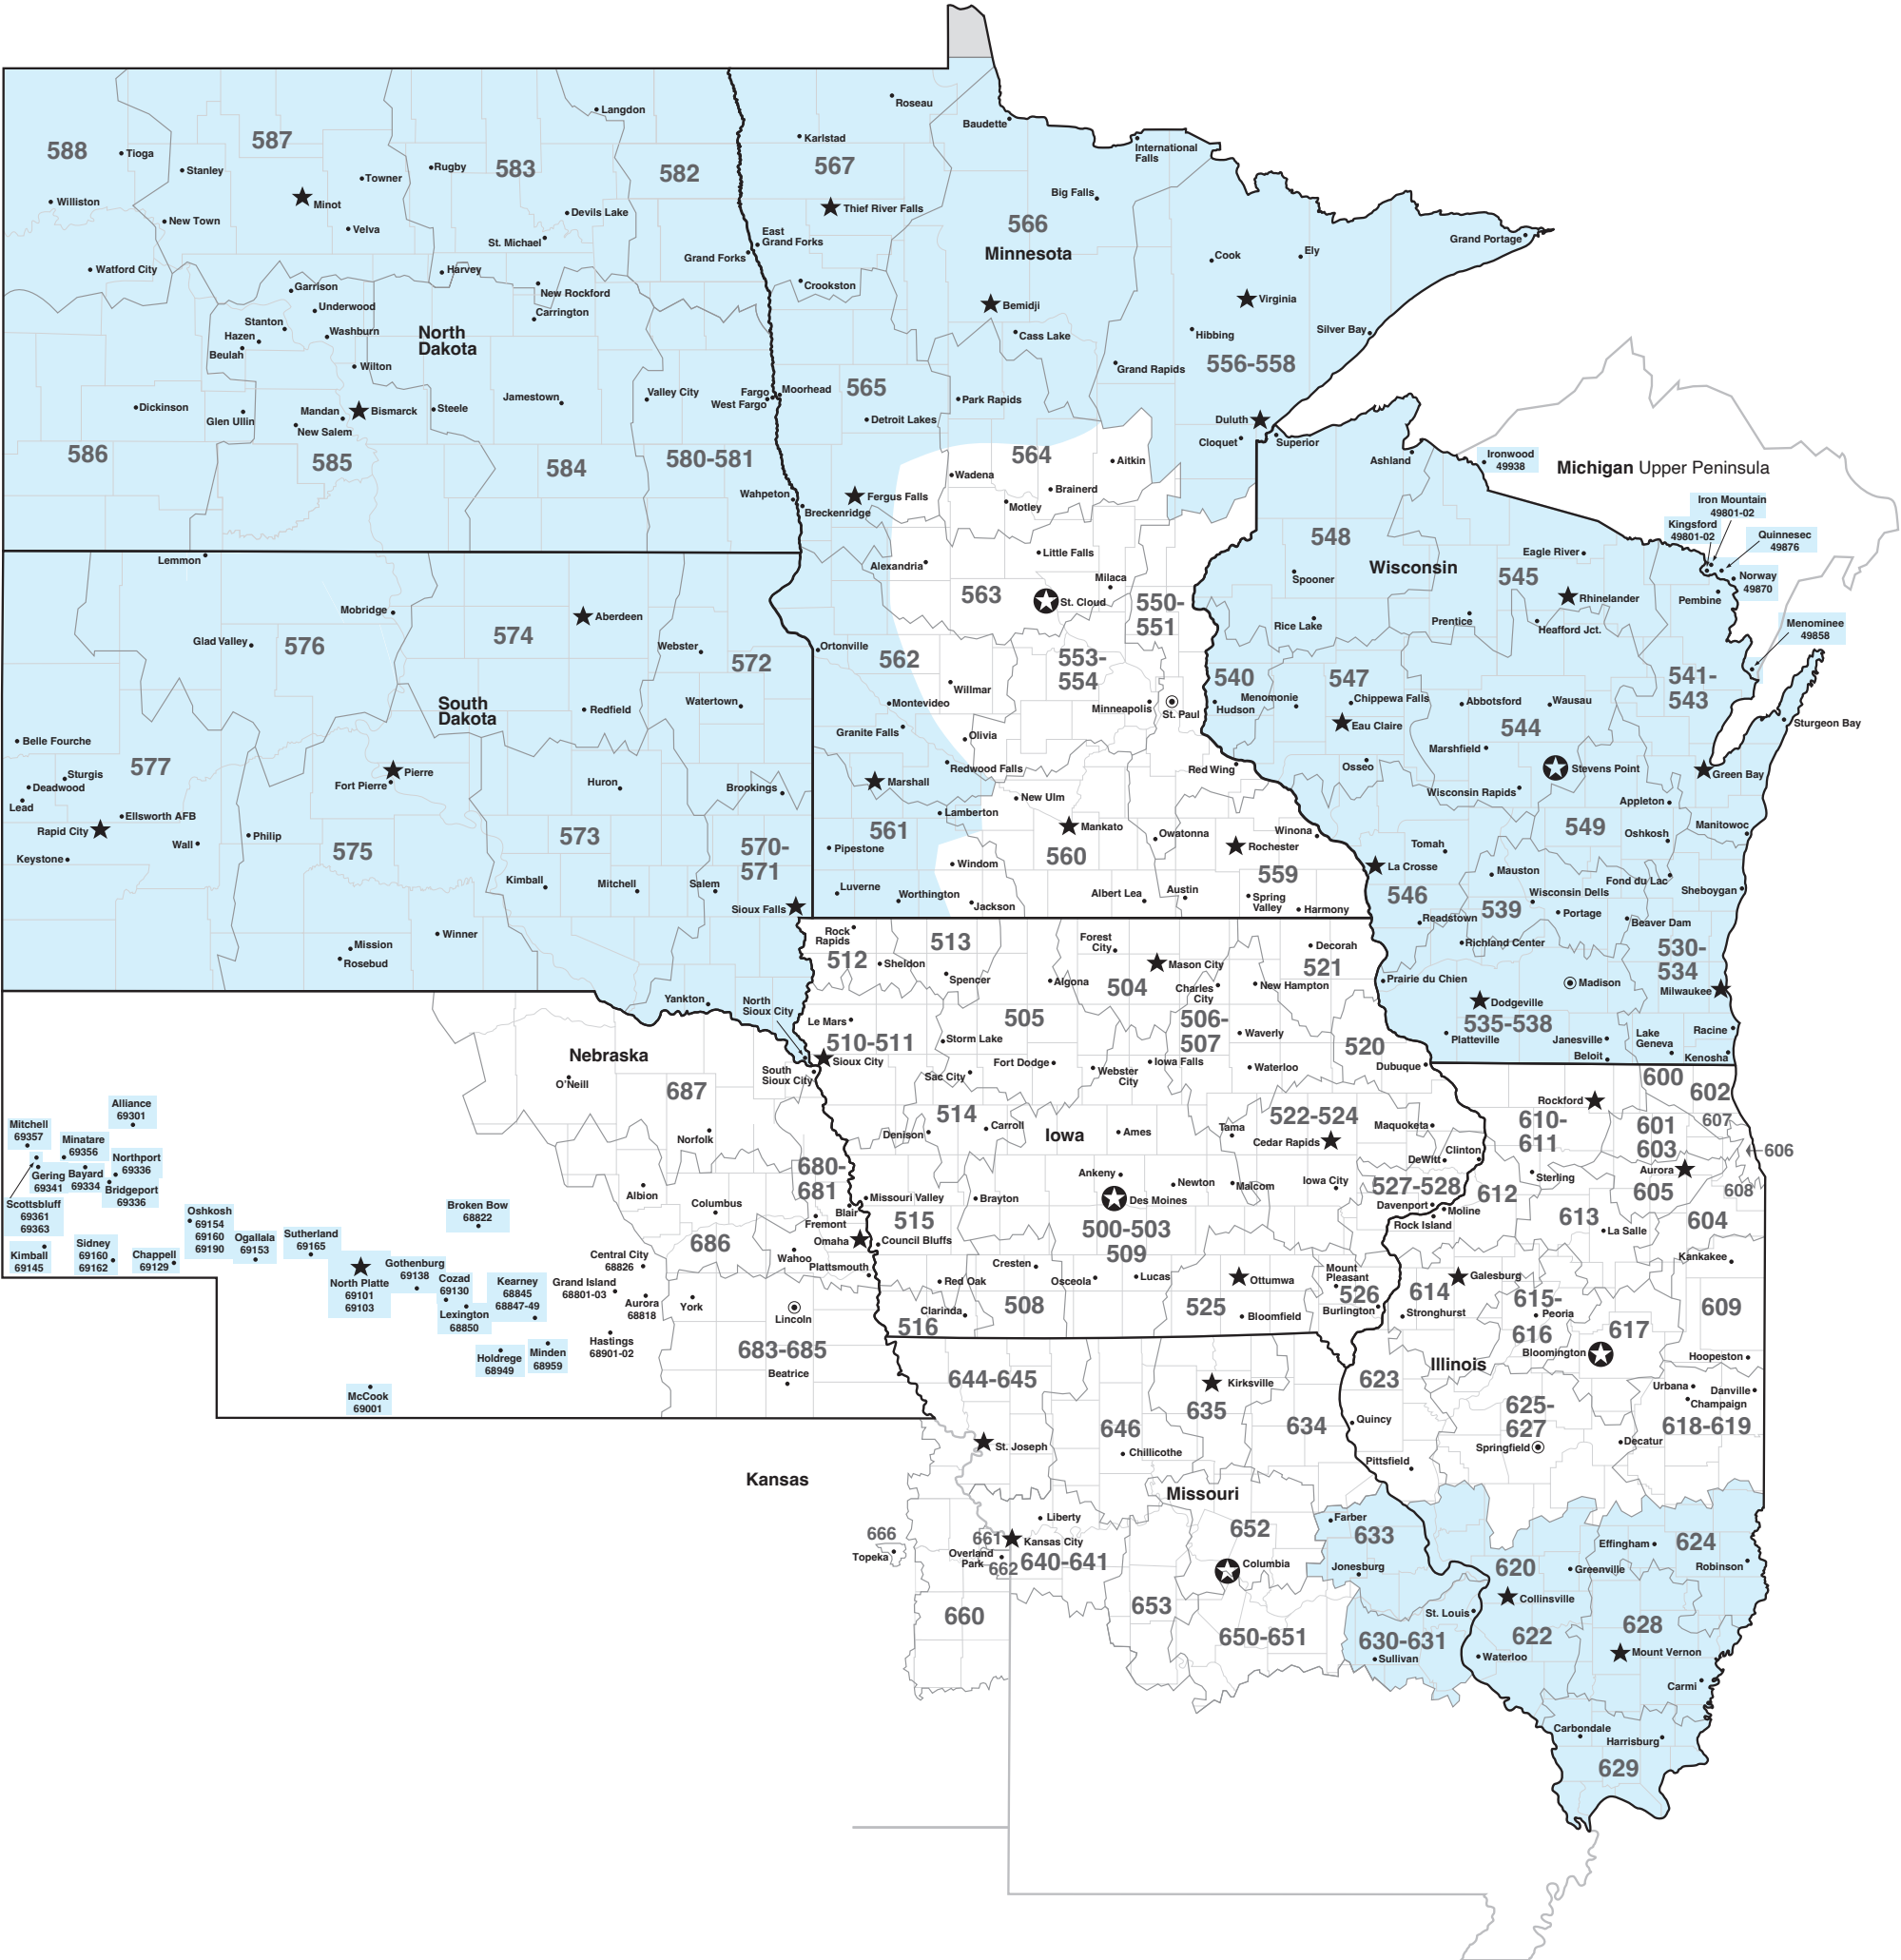 Roseau
Langdon
Baudette
Karlstad
587
588
Tioga
International
Falls
Rugby
583
567
Stanley
582
Towner
Big Falls
Williston
Minot
Thief River Falls
Devils Lake
New Town
566
Velva
East
Grand Forks
St. Michael
Grand Portage
Minnesota
Ely
Cook
Grand Forks
Watford City
Harvey
Garrison
Crookston
New Rockford
Virginia
Underwood
Bemidji
Carrington
Stanton
Washburn
North
Dakota
Cass Lake
Hibbing
Silver Bay
Hazen
Beulah
Wilton
556-558
Grand Rapids
565
Valley City
Fargo
Moorhead
West Fargo
Jamestown
Park Rapids
Dickinson
Mandan
Bismarck
Steele
Glen Ullin
New Salem
Detroit Lakes
Duluth
Cloquet
Superior
586
585
584
580-581
564
Aitkin
Ashland
Ironwood
49938
Michigan Upper Peninsula
Wadena
Brainerd
Motley
Wahpeton
Fergus Falls
Breckenridge
Iron Mountain
49801-02
Kingsford
49801-02
Quinnesec
49876
548
Little Falls
Eagle River
Lemmon
Alexandria
Wisconsin
545
Spooner
Norway
49870
Milaca
563
St. Cloud
550-
551
Rhinelander
Pembine
Mobridge
Aberdeen
Prentice
Rice Lake
Heafford Jct.
Menominee
49858
574
Glad Valley
576
Webster
572
Ortonville
562
553-
554
540
547
541-
543
Willmar
Menomonie
Chippewa Falls
Abbotsford
Wausau
South
Dakota
Redfield
Watertown
Montevideo
Minneapolis
St. Paul
Hudson
Eau Claire
544
Sturgeon Bay
Belle Fourche
Granite Falls
Olivia
Marshfield
577
Sturgis
Deadwood
Lead
Pierre
Fort Pierre
Huron
Brookings
Marshall
Redwood Falls
Red Wing
Osseo
Stevens Point
Green Bay
Wisconsin Rapids
New Ulm
Appleton
Ellsworth AFB
Rapid City
Lamberton
Mankato
Owatonna
Winona
549
Manitowoc
Wall
Philip
573
561
Oshkosh
Keystone
575
570-
571
Pipestone
560
Rochester
Tomah
La Crosse
Windom
559
Mauston
Fond du Lac
Kimball
Mitchell
Salem
Luverne
Worthington
Albert Lea
Austin
Spring
Valley
546
Wisconsin Dells
Sheboygan
Sioux Falls
Jackson
Harmony
539
Portage
Readstown
Beaver Dam
Winner
Mission
Rosebud
Rock
Rapids
513
Forest
City
Decorah
Richland Center
530-
534
512
Sheldon
Mason City
521
Spencer
Algona
504
Charles
City
New Hampton
Prairie du Chien
Madison
Milwaukee
Yankton
North
Sioux City
Dodgeville
Le Mars
505
506-
507
535-538
Racine
510-511
Storm Lake
Waverly
Platteville
Janesville
Lake
Geneva
Nebraska
Sioux City
Fort Dodge
Iowa Falls
520
Beloit
Kenosha
South
Sioux City
Sac City
Webster
City
Waterloo
Dubuque
O'Neill
687
600
602
Rockford
Alliance
69301
514
522-524
610-
611
607
601
603
Mitchell
69357
Carroll
Denison
Iowa
Ames
Tama
Maquoketa
Minatare
69356
Norfolk
Cedar Rapids
606
Northport
69336
Clinton
DeWitt
Aurora
Gering
69341
Bayard
69334
680-
681
Ankeny
Newton
Malcom
Iowa City
527-528
Sterling
605
608
Bridgeport
69336
Albion
Columbus
Missouri Valley
Brayton
Des Moines
612
Scottsbluff
69361
69363
Oshkosh
69154
69160
69190
Broken Bow
68822
Blair
Fremont
515
Davenport
Moline
Rock Island
613
604
500-503
509
La Salle
686
Omaha
Council Bluffs
Ogallala
69153
Sutherland
69165
Kimball
69145
Sidney
69160
69162
Chappell
69129
Central City
68826
Wahoo
Plattsmouth
Kankakee
Cresten
Mount
Pleasant
Gothenburg
69138
North Platte
69101
69103
Cozad
69130
Kearney
68845
68847-49
Grand Island
68801-03
Red Oak
Osceola
Lucas
Ottumwa
Galesburg
526
614
Aurora
68818
York
Lincoln
Clarinda
508
525
Burlington
Stronghurst
615-
616
Peoria
609
Lexington
68850
Bloomfield
516
617
Hastings
68901-02
Holdrege
68949
Minden
68959
683-685
Bloomington
Hoopeston
Illinois
Beatrice
644-645
Kirksville
623
McCook
69001
Urbana
Danville
635
Champaign
625-
627
646
634
Quincy
618-619
St. Joseph
Chillicothe
Springfield
Decatur
Pittsfield
Kansas
Missouri
Liberty
652
Farber
666
661
Kansas City
633
Effingham
624
Topeka
Overland
Park
662
640-641
Columbia
Jonesburg
620
Greenville
Robinson
Collinsville
660
653
St. Louis
628
650-651
630-631
622
Sullivan
Waterloo
Mount Vernon
Carmi
Carbondale
Harrisburg
629